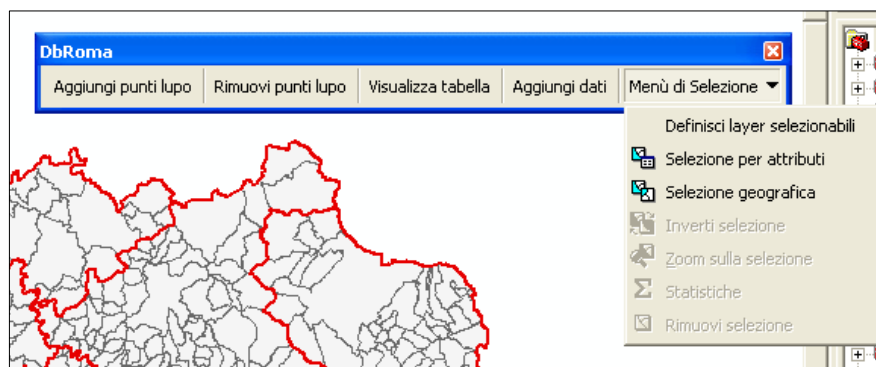 DbRoma
Aggiungi punti lupo Rimuovi punti lupo Visualizza tabella Aggiungi dati Menù di Selezione
Definisci layer selezionabili
Selezione per attributi
Selezione geografica
Inverti selezione
Zoom sulla selezione
Statistiche
Rimuovi selezione